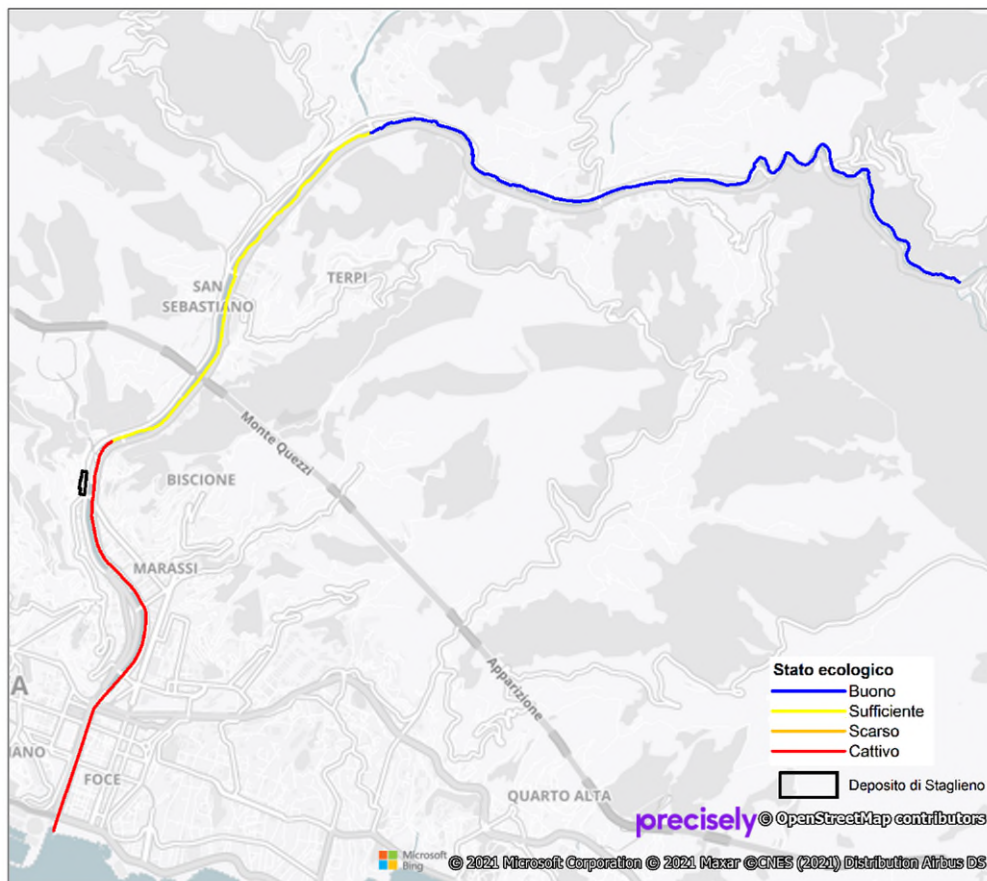 TERPI
SAN
SEBASTIANO
Monte Quezzi
BISCIONE
MARASSI
Apparizione
A
IANO
FOCE
QUARTO ALTA
Stato ecologico
Buono
Sufficiente
Scarso
Cattivo
Deposito di Staglieno
precisely © OpenStreetMap contributors
Microsoft
Bing
© 2021 Microsoft Corporation © 2021 Maxar ©CNES (2021) Distribution Airbus DS